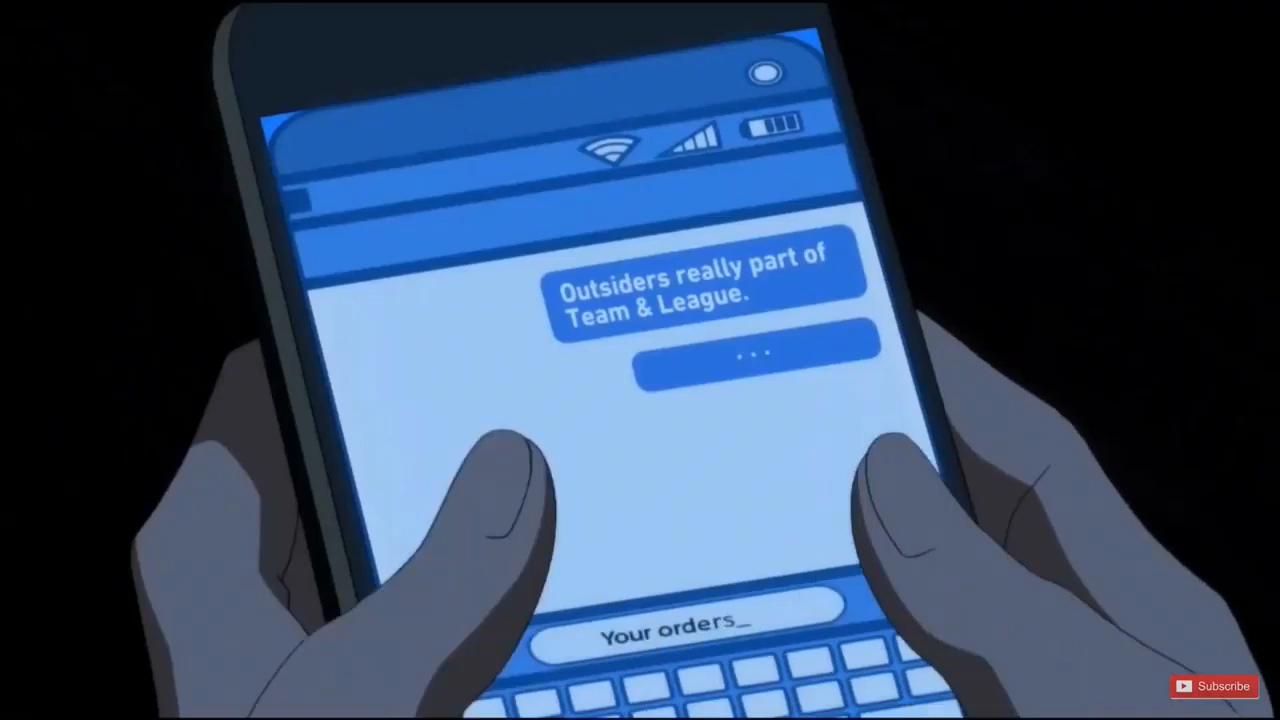 Outsiders really part of
Team & League.
...
Your orders_
Subscribe